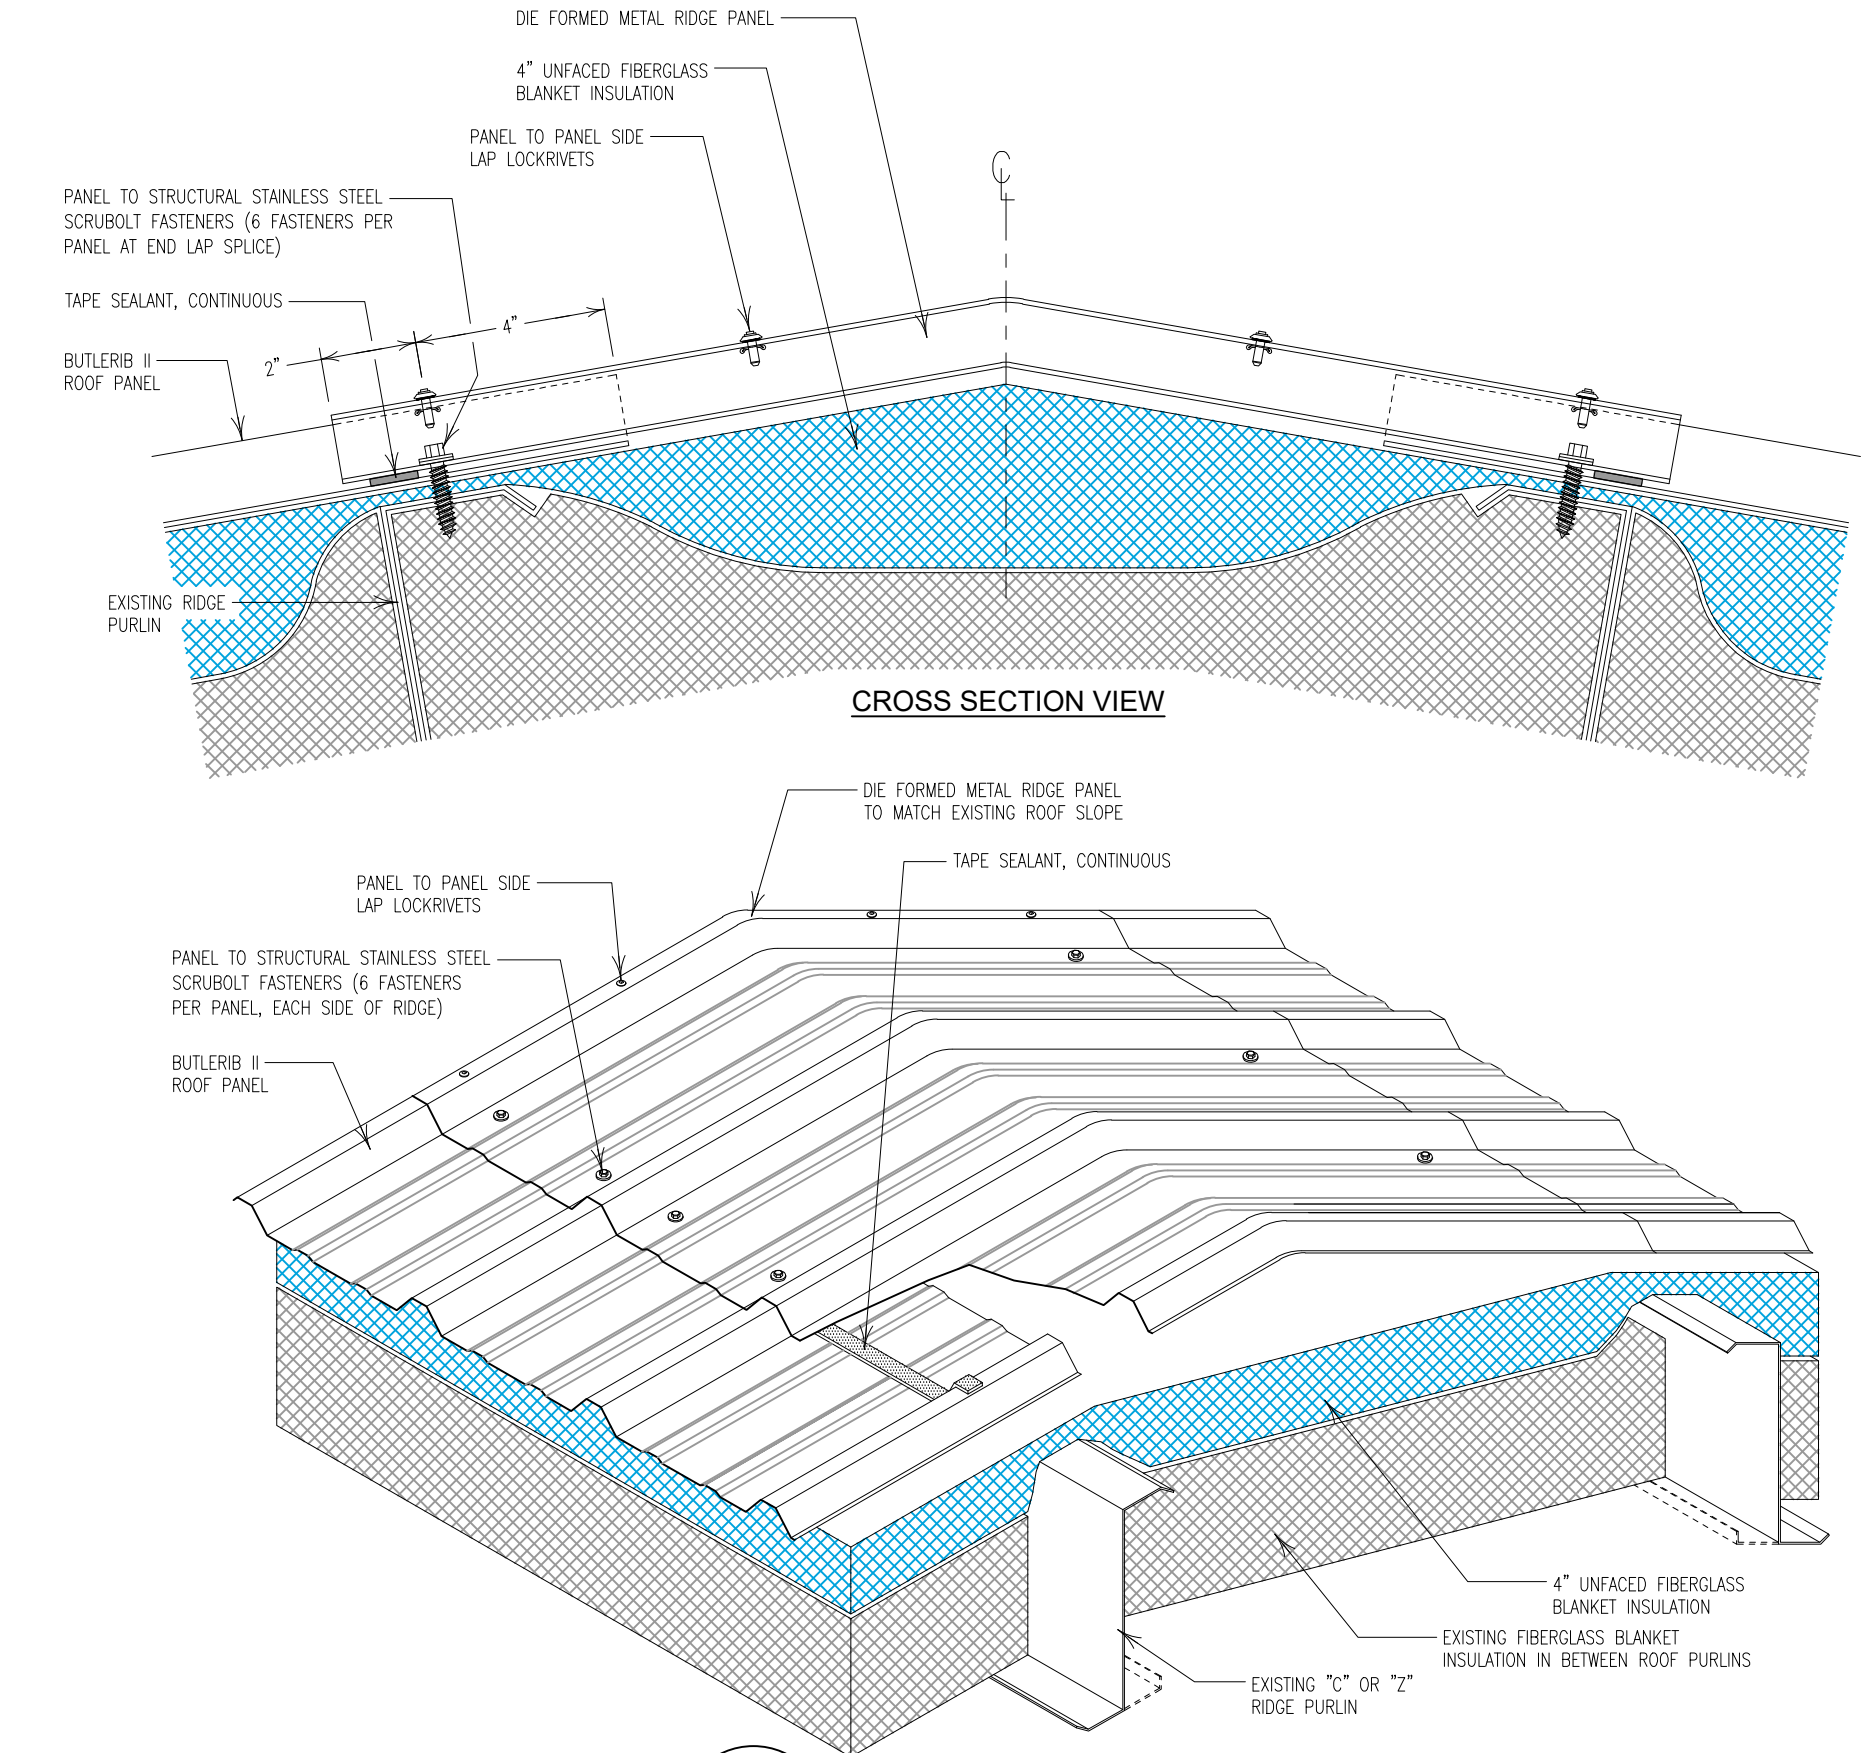 DIE FORMED METAL RIDGE PANEL
4" UNFACED FIBERGLASS
BLANKET INSULATION
PANEL TO PANEL SIDE
LAP LOCKRIVETS
PANEL TO STRUCTURAL STAINLESS STEEL
SCRUBOLT FASTENERS (6 FASTENERS PER
PANEL AT END LAP SPLICE)
TAPE SEALANT, CONTINUOUS
4"
2"
BUTLERIB II
ROOF PANEL
EXISTING RIDGE
PURLIN
CROSS SECTION VIEW
DIE FORMED METAL RIDGE PANEL
TO MATCH EXISTING ROOF SLOPE
TAPE SEALANT, CONTINUOUS
PANEL TO PANEL SIDE
LAP LOCKRIVETS
PANEL TO STRUCTURAL STAINLESS STEEL
SCRUBOLT FASTENERS (6 FASTENERS
PER PANEL, EACH SIDE OF RIDGE)
BUTLERIB II
ROOF PANEL
4" UNFACED FIBERGLASS
BLANKET INSULATION
EXISTING FIBERGLASS BLANKET
INSULATION IN BETWEEN ROOF PURLINS
EXISTING "C" OR "Z"
RIDGE PURLIN